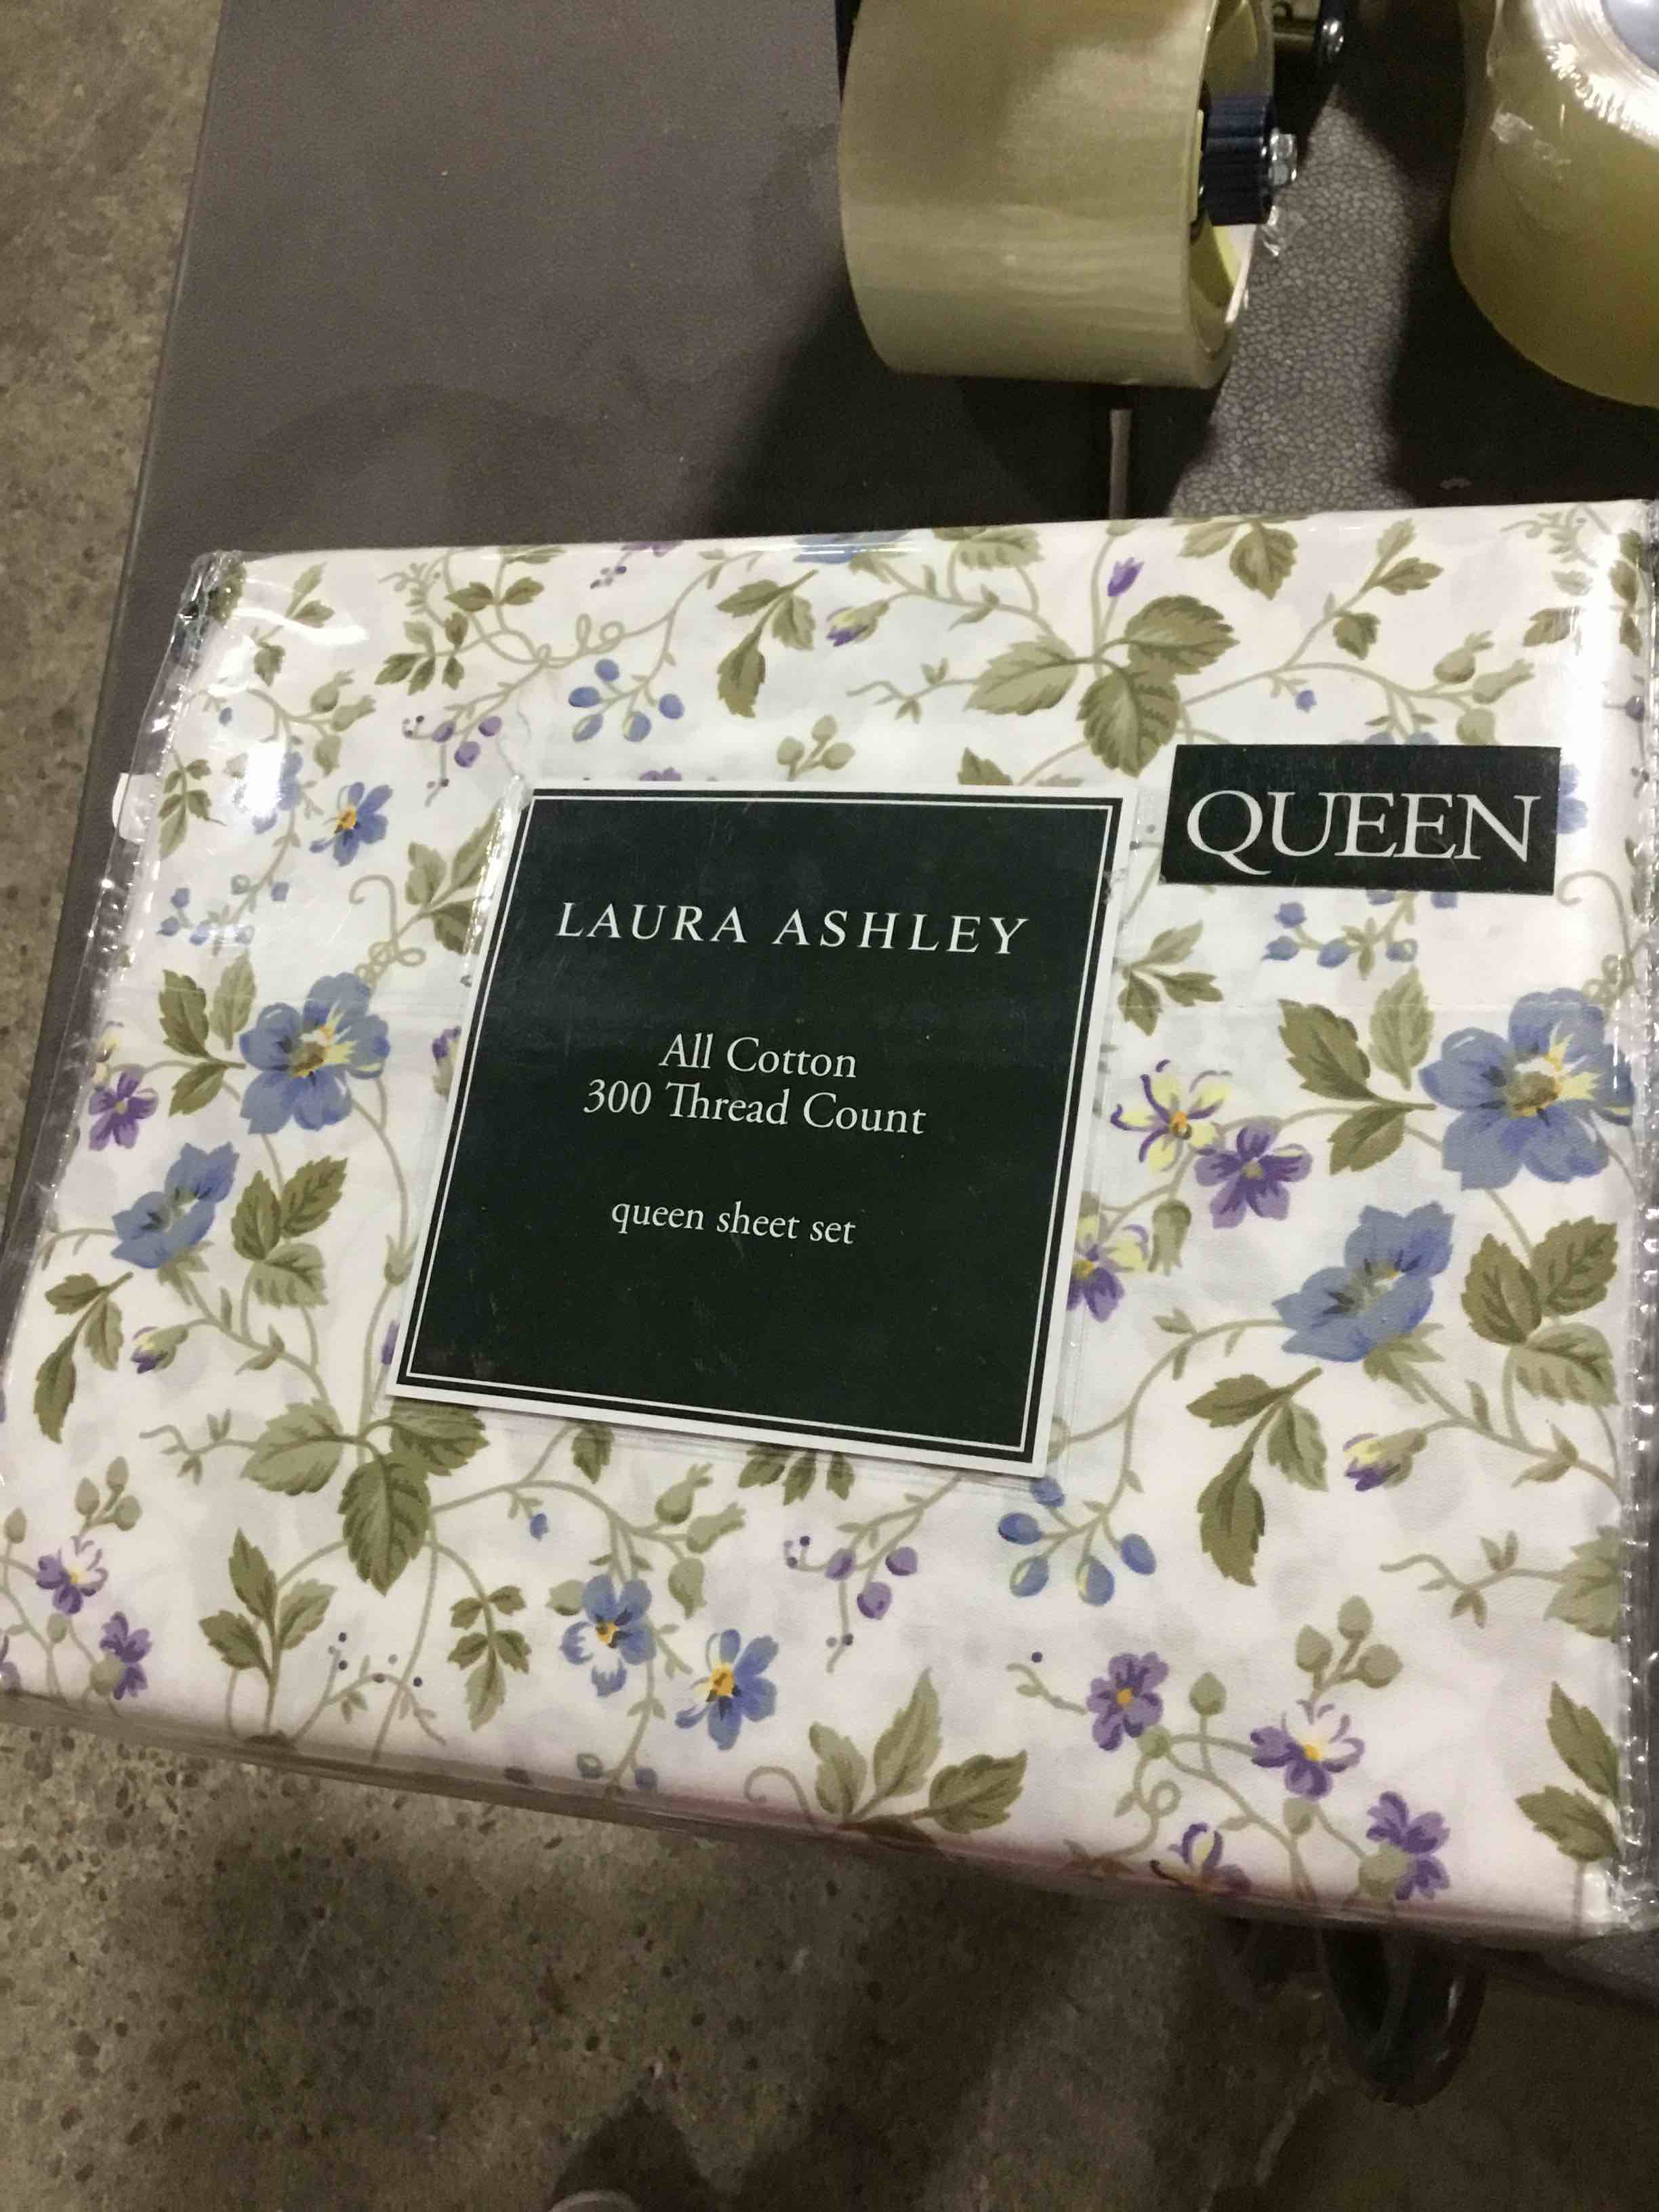 QUEEN
LAURA ASHLEY
All Cotton
300 Thread Count
queen sheet set